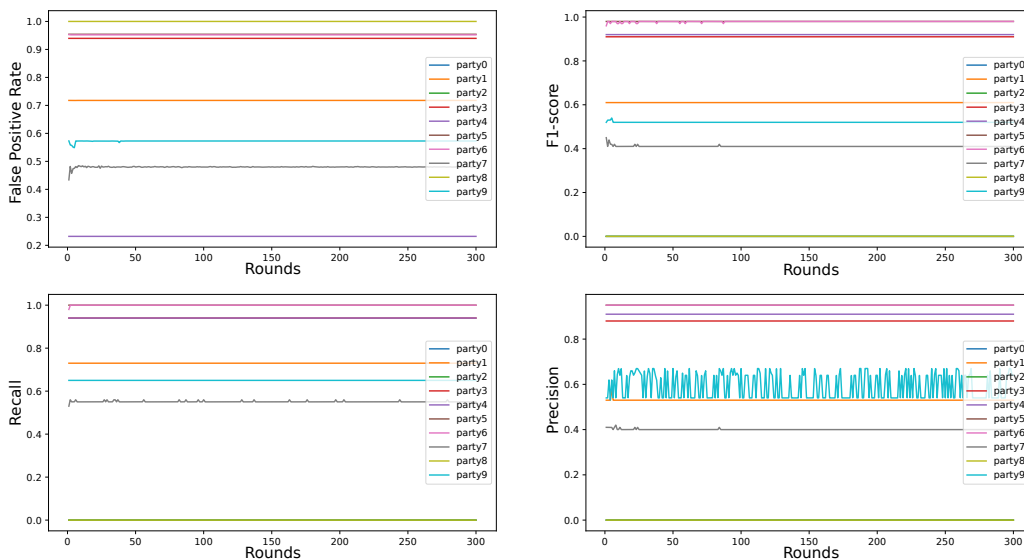 False Positive Rate
1.0
0.9
0.8
0.7
0.6
0.5
0.4
0.3
0.2
0
50
100
150
200
250
300
Rounds
party0
party1
party2
party3
party4
party5
party6
party7
party8
party9
F1-score
1.0
0.8
0.6
0.4
0.2
0.0
0
50
100
150
200
250
300
Rounds
party0
party1
party2
party3
party4
party5
party6
party7
party8
party9
Recall
1.0
0.8
0.6
0.4
0.2
0.0
0
50
100
150
200
250
300
Rounds
party0
party1
party2
party3
party4
party5
party6
party7
party8
party9
Precision
0.8
0.6
0.4
0.2
0.0
0
50
100
150
200
250
300
Rounds
party0
party1
party2
party3
party4
party5
party6
party7
party8
party9